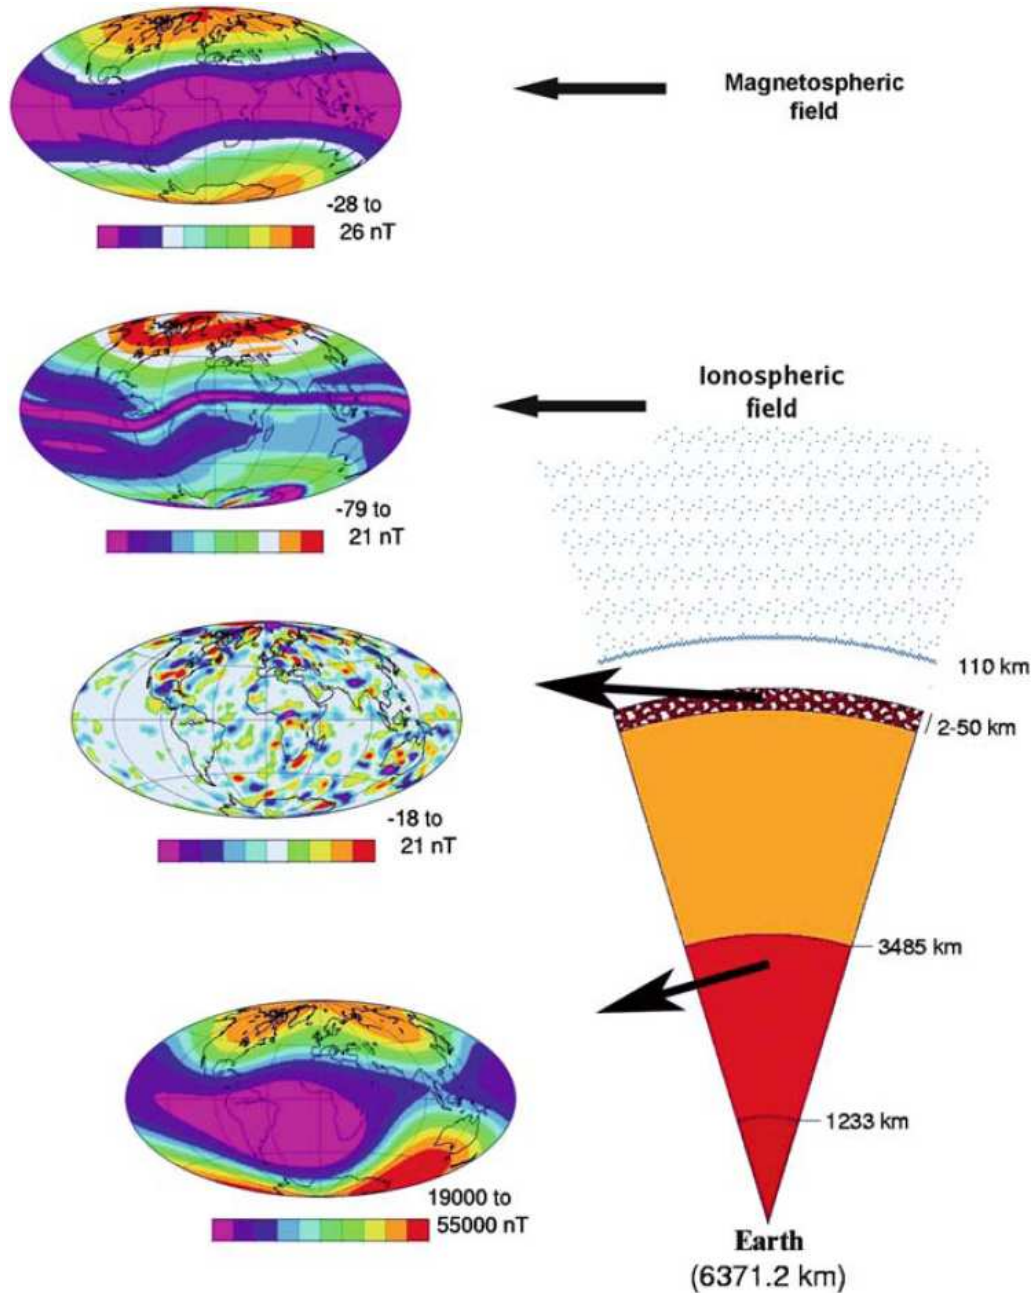 Magnetospheric
field
-28 to
26 nT
Ionospheric
field
-79 to
21 nT
110 km
2-50 km
-18 to
21 nT
3485 km
1233 km
19000 to
55000 nT
Earth
(6371.2 km)